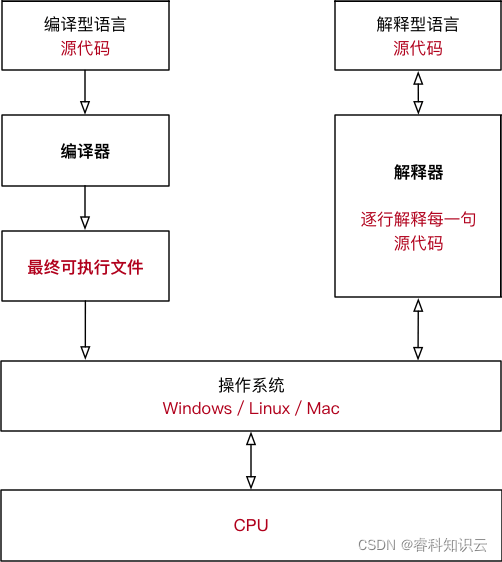 编译型语言
源代码
解释型语言
源代码
编译器
解释器
逐行解释每一句
源代码
最终可执行文件
操作系统
Windows / Linux / Mac
CPU
CSDN @睿科知识云